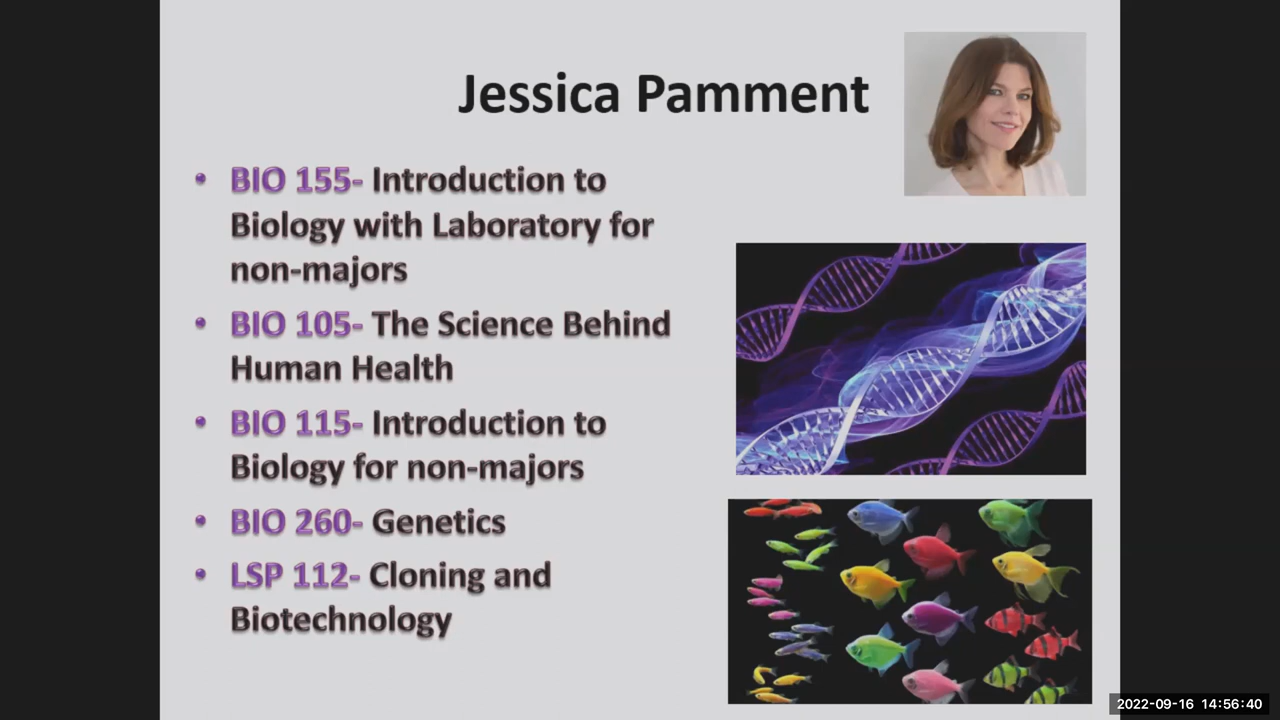 Jessica Pamment
• BIO 155- Introduction to
Biology with Laboratory for
non-majors
• BIO 105- The Science Behind
Human Health
• BIO 115- Introduction to
Biology for non-majors
• BIO 260- Genetics
• LSP 112- Cloning and
Biotechnology
2022-09-16 14:56:40